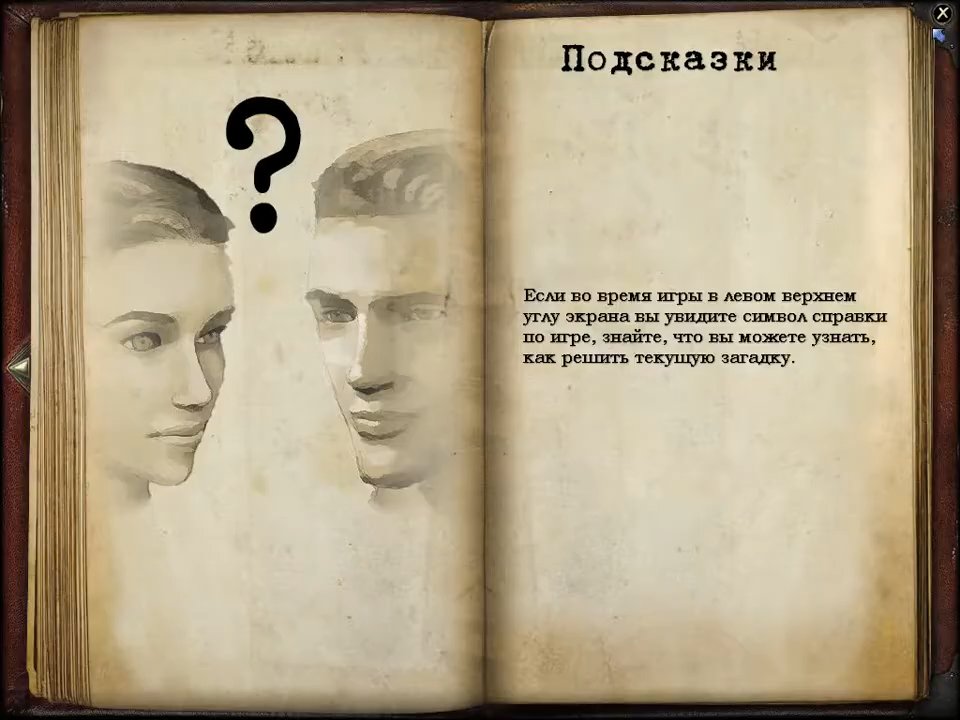 ?
Подсказки
Если во время игры в левом верхнем
углу экрана вы увидите символ справки
по игре, знайте, что вы можете узнать,
как решить текущую загадку.
X